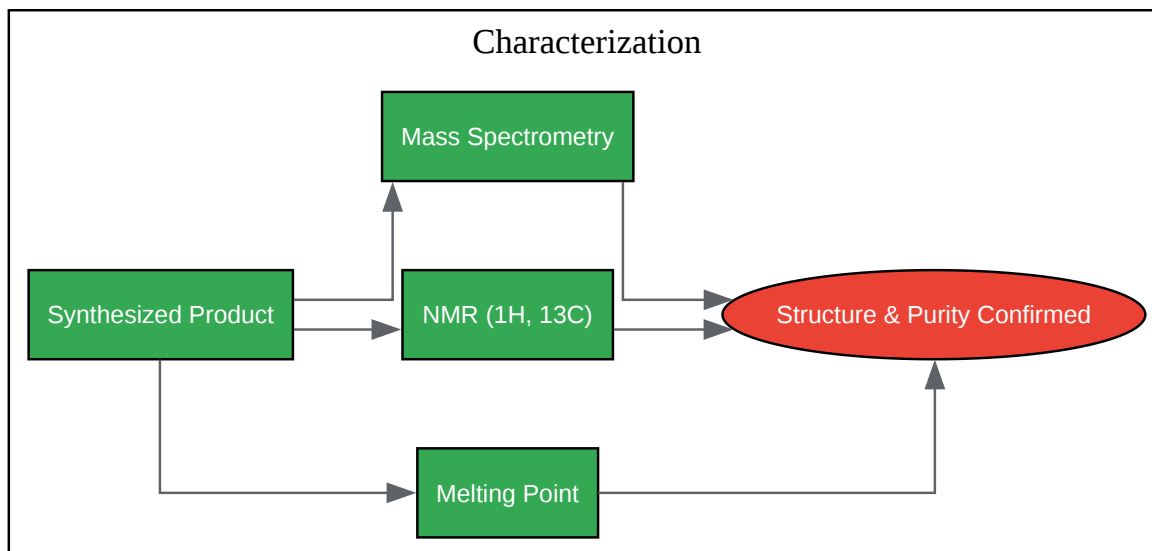 Characterization
Mass Spectrometry
Synthesized Product
NMR (1H, 13C)
Structure & Purity Confirmed
Melting Point